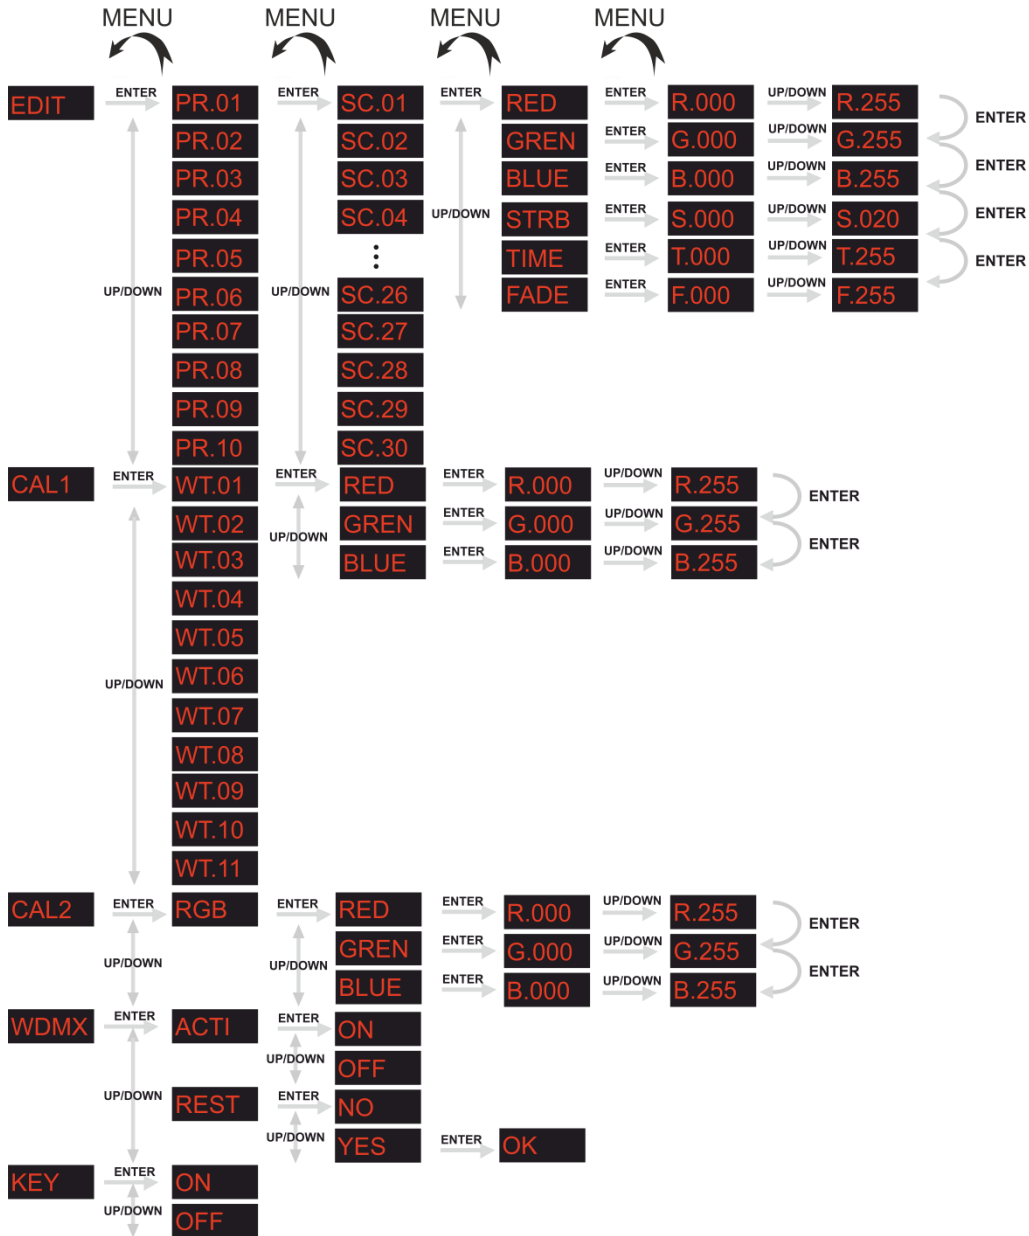 MENU MENU MENU MENU
EDIT ENTER PR.01 ENTER SC.01 ENTER RED ENTER R.000 UP/DOWN R.255
ENTER
PR.02 SC.02 GREN ENTER G.000 UP/DOWN G.255
PR.03 SC.03 BLUE ENTER B.000 UP/DOWN B.255
ENTER
PR.04 SC.04 UP/DOWN STRB ENTER S.000 UP/DOWN S.020
ENTER
PR.05 TIME ENTER T.000 UP/DOWN T.255
ENTER
UP/DOWN PR.06 UP/DOWN SC.26 FADE ENTER F.000 UP/DOWN F.255
PR.07 SC.27
PR.08 SC.28
PR.09 SC.29
PR.10 SC.30
CAL1 ENTER WT.01 ENTER RED ENTER R.000 UP/DOWN R.255
ENTER
WT.02 UP/DOWN GREN ENTER G.000 UP/DOWN G.255
ENTER
WT.03 BLUE ENTER B.000 UP/DOWN B.255
WT.04
WT.05
UP/DOWN WT.06
WT.07
WT.08
WT.09
WT.10
WT.11
CAL2 ENTER RGB ENTER RED ENTER R.000 UP/DOWN R.255
ENTER
UP/DOWN UP/DOWN GREN ENTER G.000 UP/DOWN G.255
ENTER
BLUE ENTER B.000 UP/DOWN B.255
WDMX ENTER ACTI ENTER ON
UP/DOWN OFF
UP/DOWN REST ENTER NO
UP/DOWN YES ENTER OK
KEY ENTER ON
UP/DOWN OFF